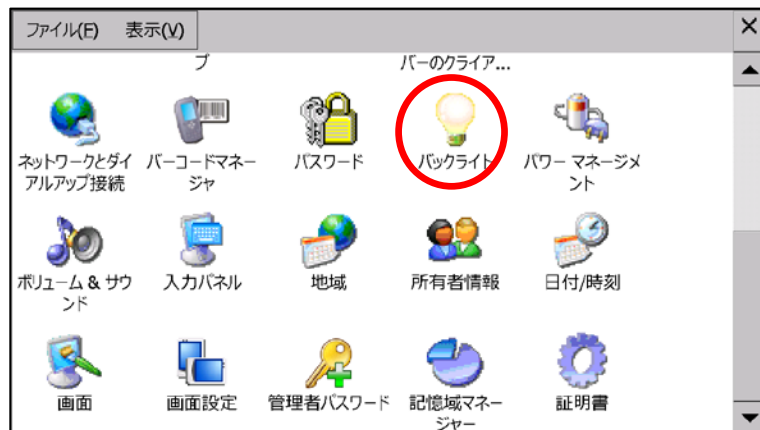 ファイル(F) 表示(V)
プ バーのクライア...
ネットワークとダイ バーコードマネー パスワード バックライト パワー マネージメ
アルアップ接続 ジャ ント
ボリューム & サウ 入力パネル 地域 所有者情報 日付/時刻
ンド
画面 画面設定 管理者パスワード 記憶域マネー 証明書
ジャー